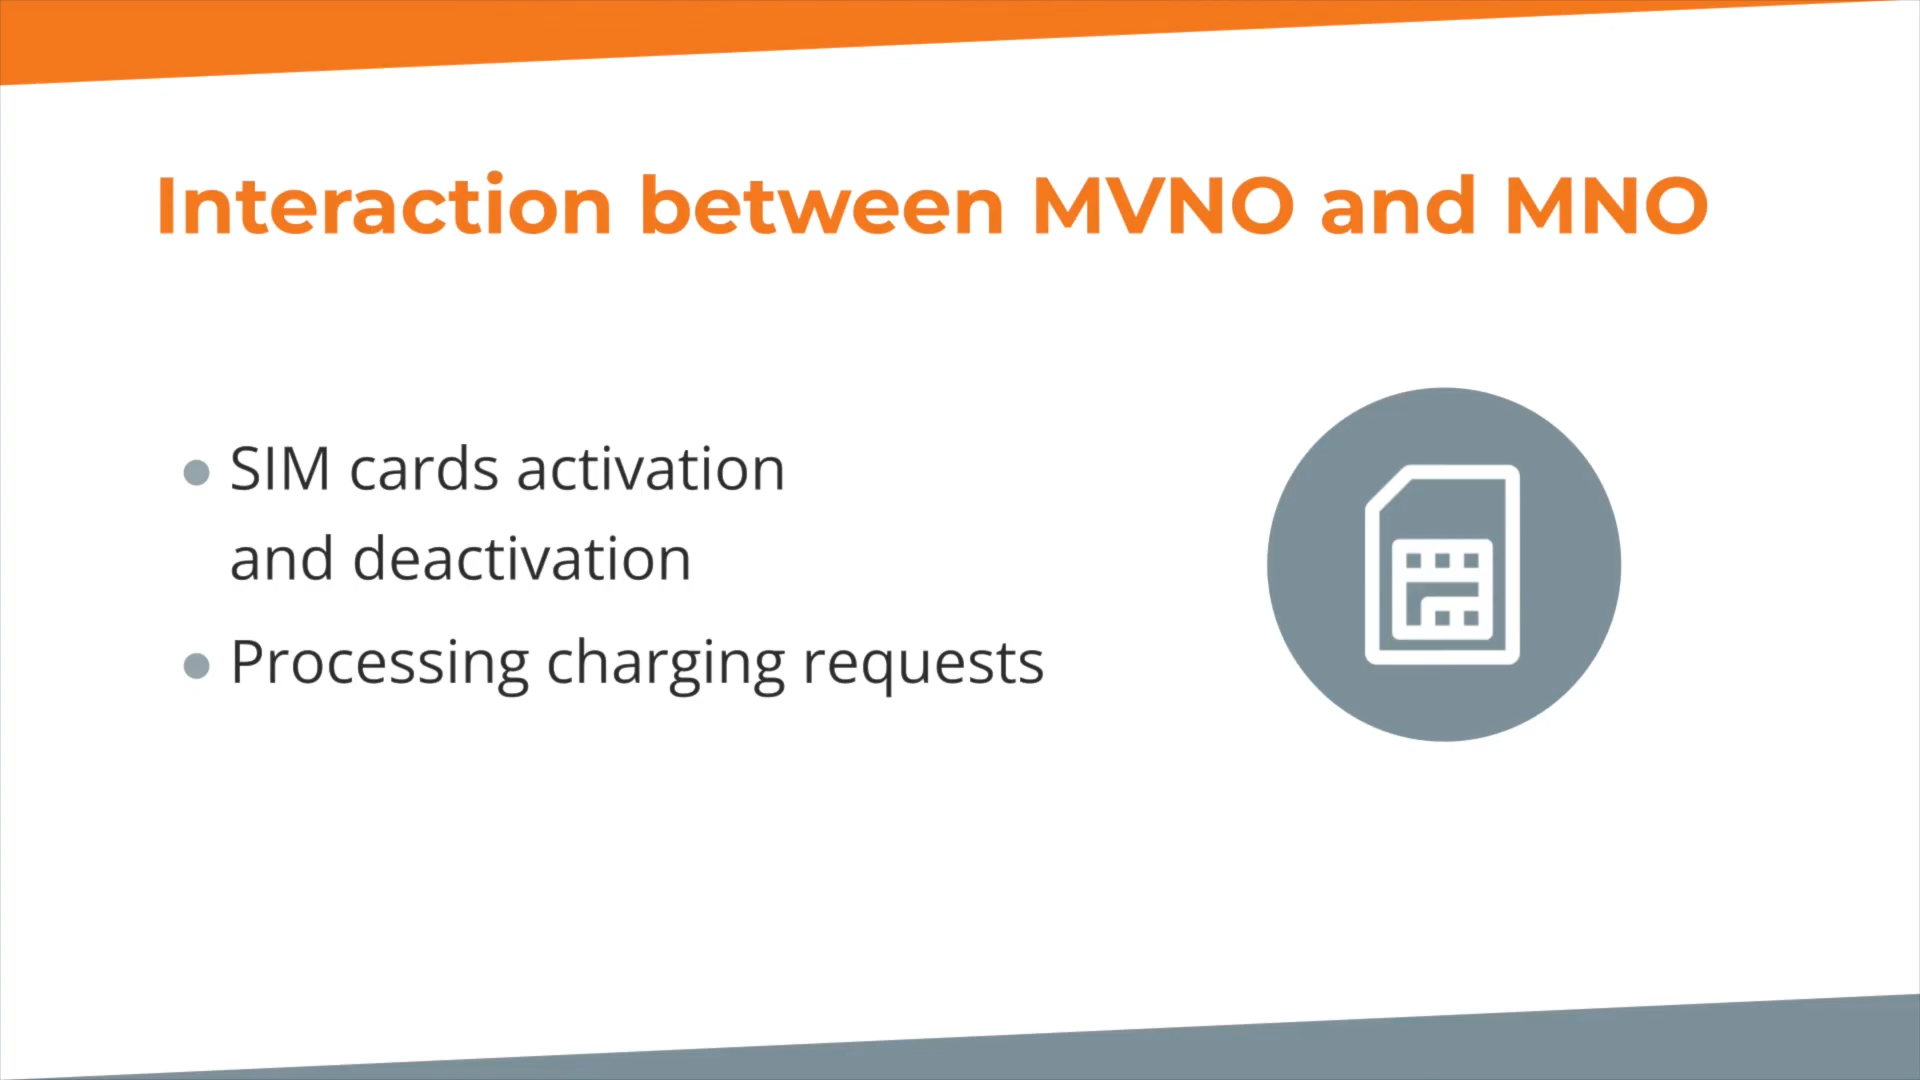 Interaction between MVNO and MNO
● SIM cards activation
and deactivation
● Processing charging requests